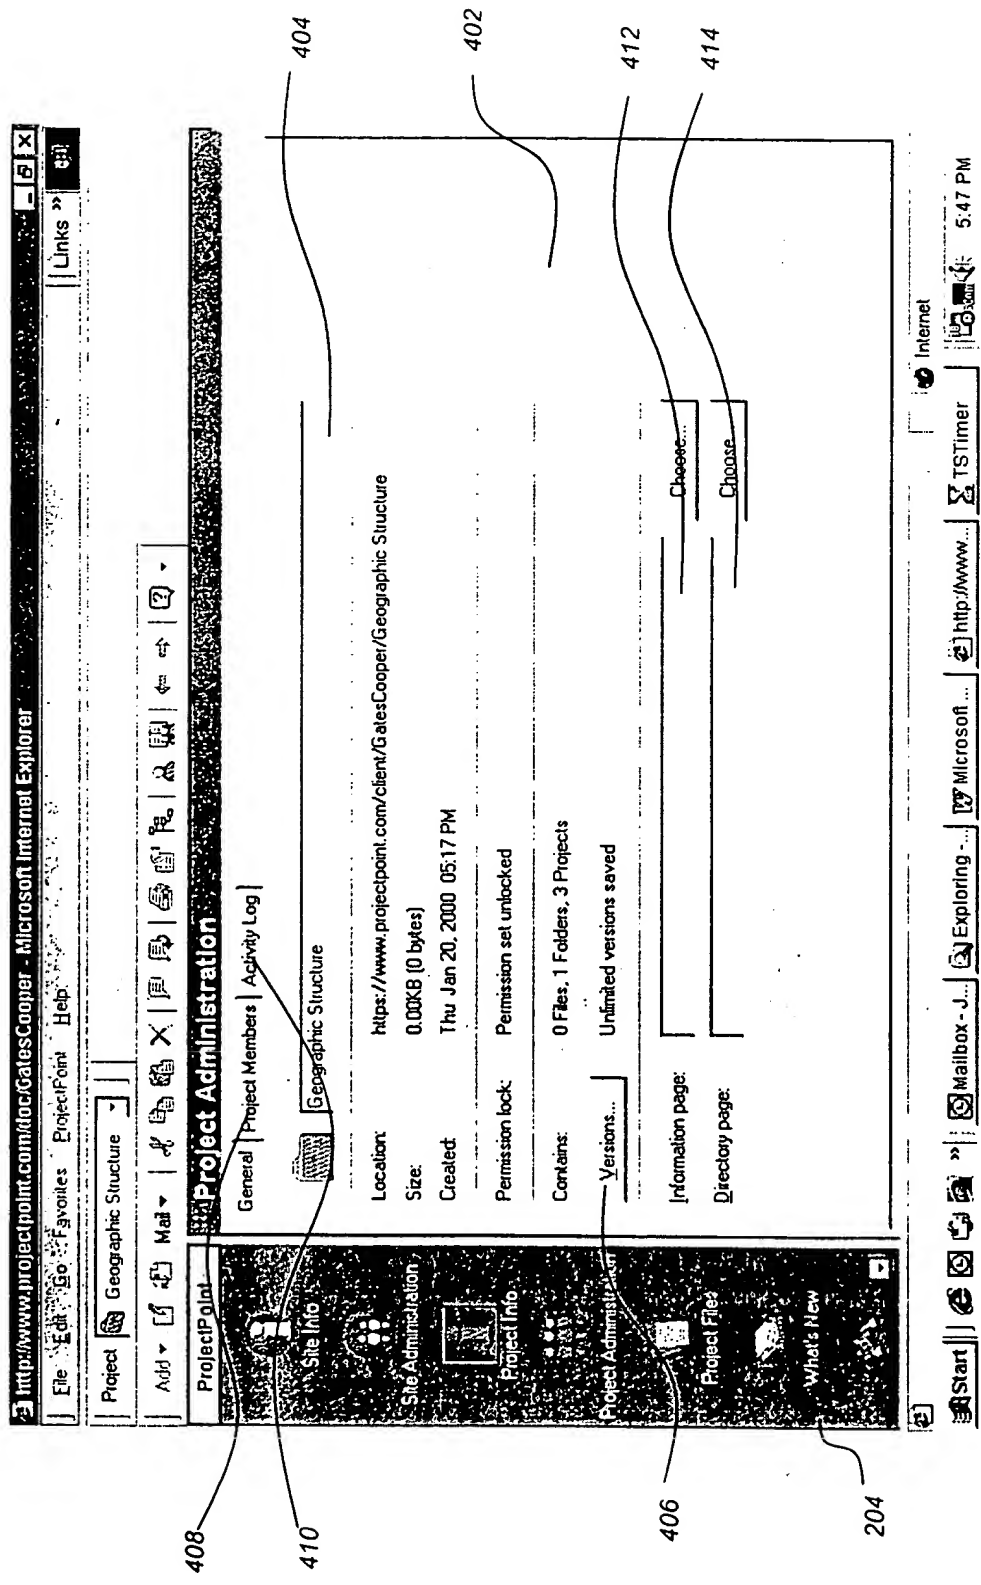 http://www.projectpoint.com/doc/GatesCooper - Microsoft Internet Explorer
File Edit Go Favorites ProjectPoint Help
Links »
Project Geographic Structure
Add Mail
ProjectPoint
Project Administration
Site Info
Site Administration
Project Info
Project Administration
Project Files
What's New
General Project Members Activity Log
Geographic Structure
Location: https://www.projectpoint.com/client/GatesCooper/Geographic Structure
Size: 0.00KB (0 bytes)
Created: Thu Jan 20, 2000 05:17 PM
Permission lock: Permission set unlocked
Contains: 0 Files, 1 Folders, 3 Projects
Versions... Unlimited versions saved
Information page: Choose...
Directory page: Choose
Internet
Start » Mailbox - J... Exploring -... Microsoft ... http://www... TSTimer 5:47 PM
404
402
412
414
408
410
406
204